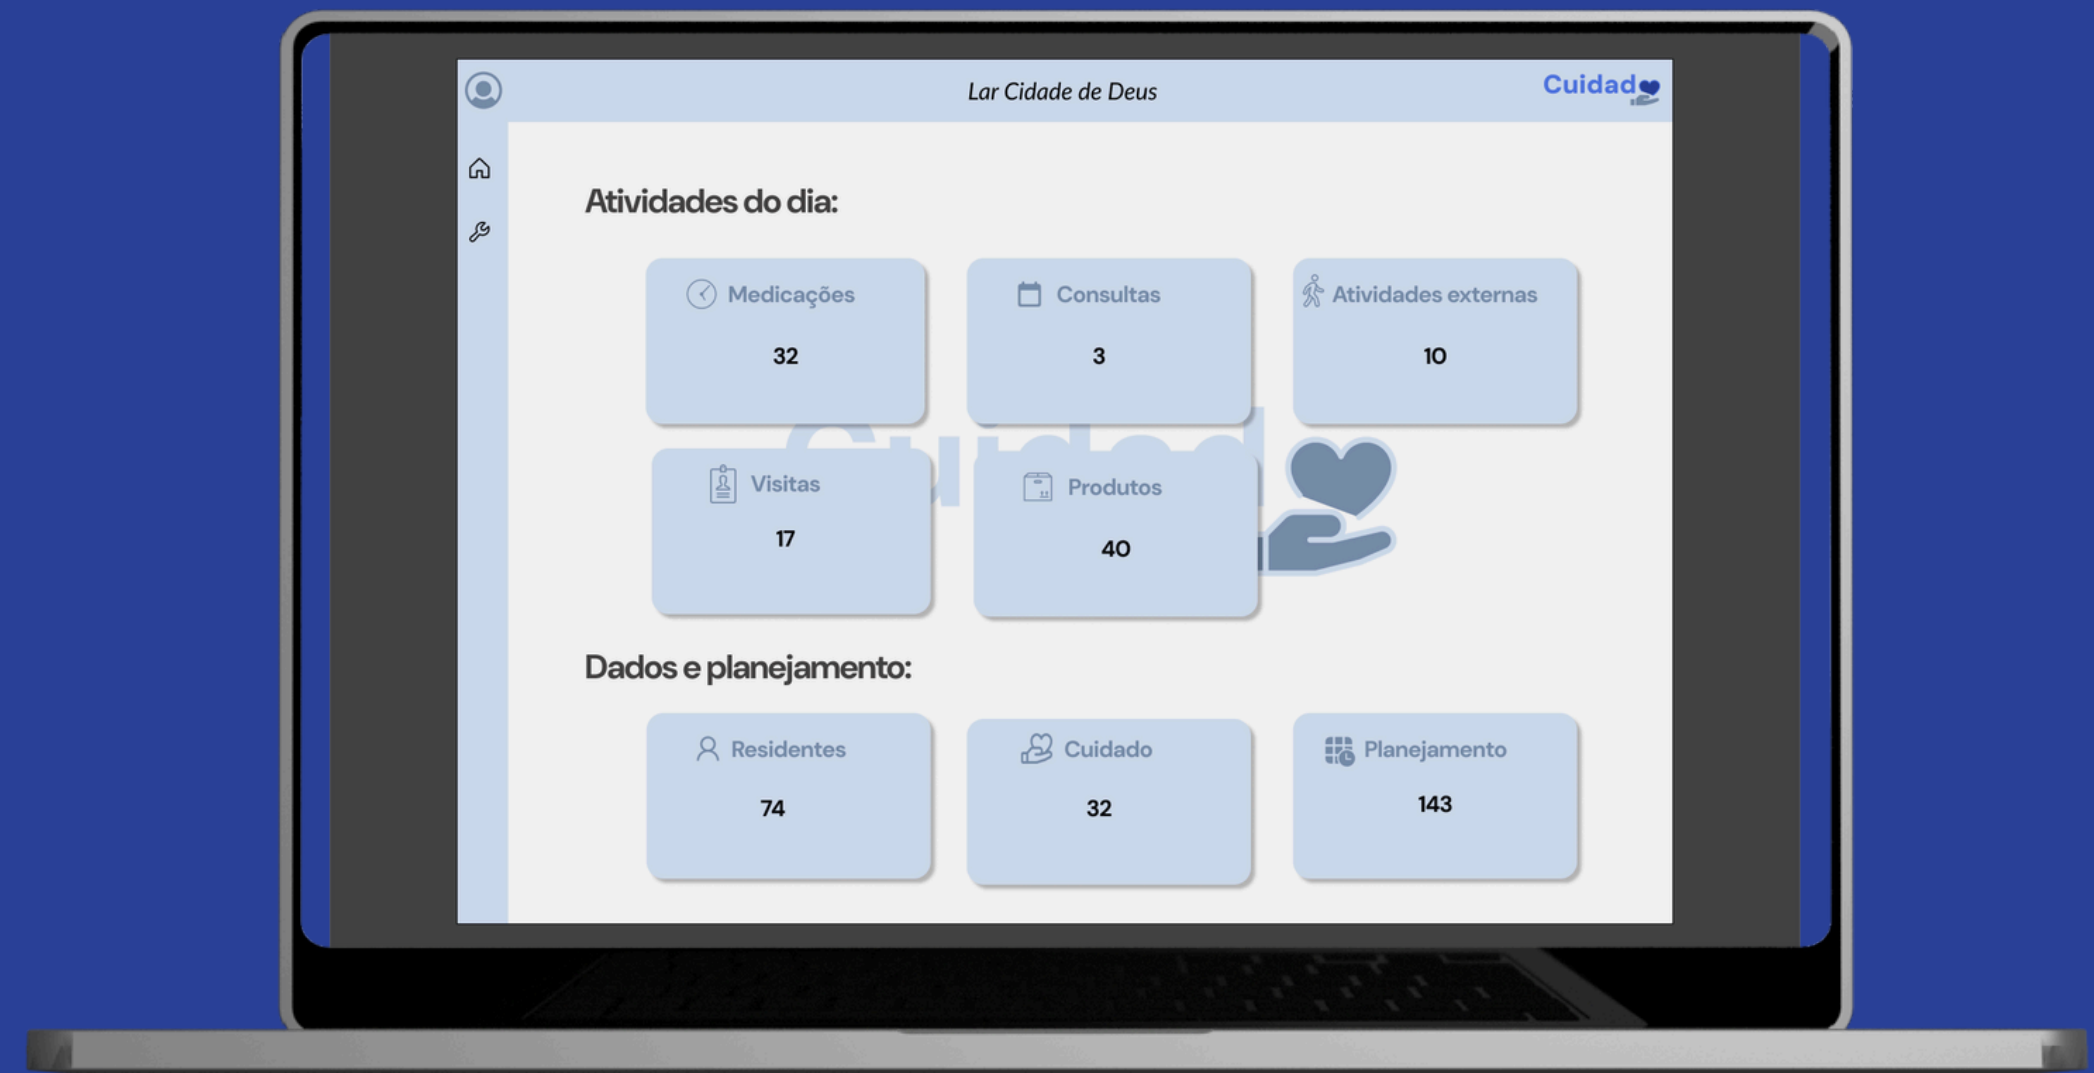 Lar Cidade de Deus
Cuidad
Atividades do dia:
Medicações
32
Consultas
3
Atividades externas
10
Cuidad
Visitas
17
Produtos
40
Dados e planejamento:
Residentes
74
Cuidado
32
Planejamento
143